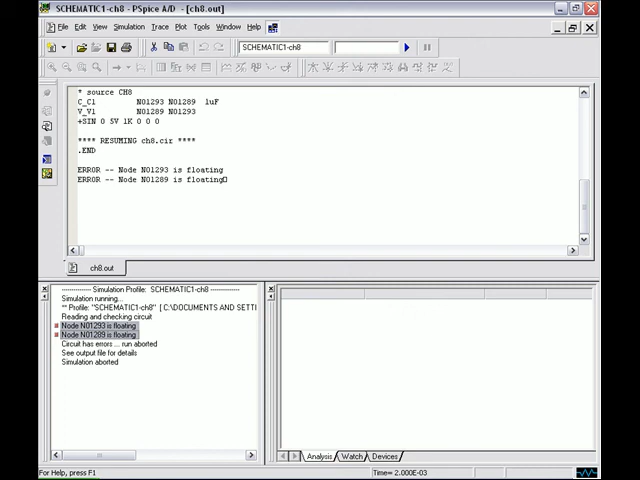 SCHEMATIC1-ch8 - PSpice A/D - [ch8.out]
File Edit View Simulation Trace Plot Tools Window Help
SCHEMATIC1-ch8
* source CH8
C_C1 N01293 N01289 1uF
V_V1 N01289 N01293
+SIN 0 5V 1K 0 0 0
**** RESUMING ch8.cir ****
.END
ERROR -- Node N01293 is floating
ERROR -- Node N01289 is floating
ch8.out
-------------- Simulation Profile: SCHEMATIC1-ch8 --------------
Simulation running...
** Profile: "SCHEMATIC1-ch8" [ C:\DOCUMENTS AND SETTI
Reading and checking circuit
Node N01293 is floating
Node N01289 is floating
Circuit has errors ... run aborted
See output file for details
Simulation aborted
Analysis Watch Devices
For Help, press F1
Time= 2.000E-03